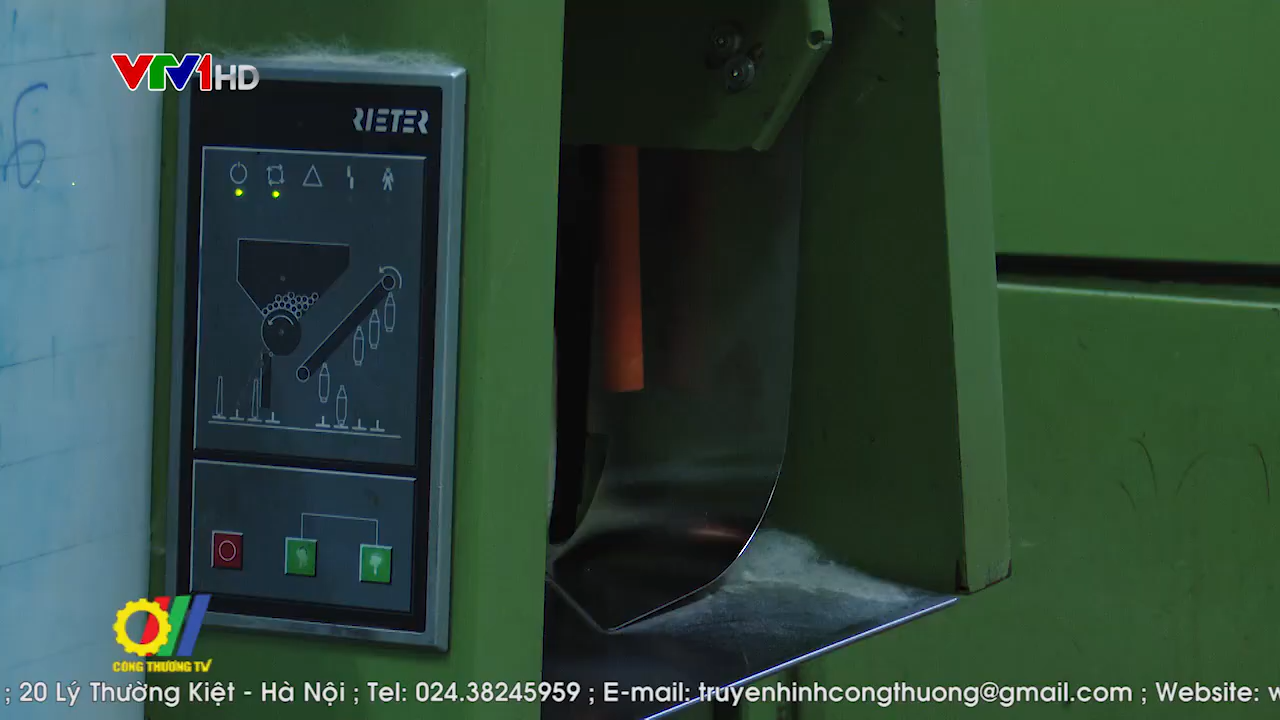 VTV1HD
RIETER
CÔNG THƯƠNG TV
; 20 Lý Thường Kiệt - Hà Nội ; Tel: 024.38245959 ; E-mail: truyenhinhcongthuong@gmail.com ; Website: